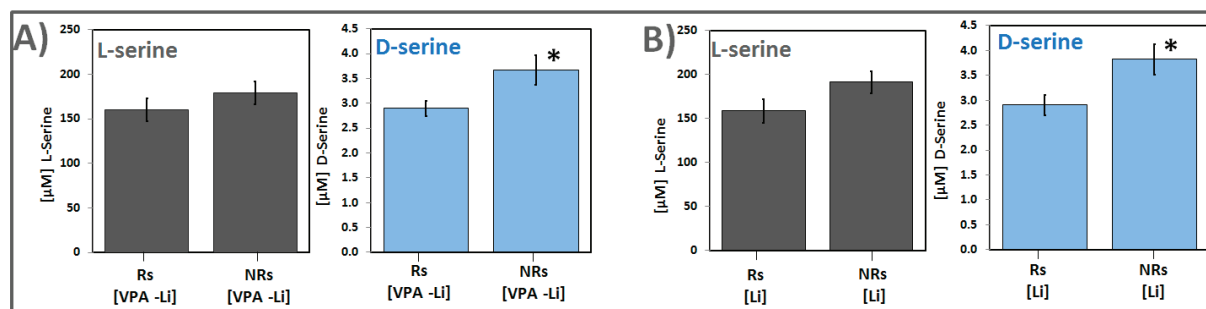 A)
L-serine
[µM] L-Serine
250
200
150
100
50
0
Rs
[VPA -Li]
NRs
[VPA -Li]
D-serine
[µM] D-Serine
4.5
4.0
3.5
3.0
2.5
2.0
1.5
1.0
0.5
0.0
*
Rs
[VPA -Li]
NRs
[VPA -Li]
B)
L-serine
[µM] L-Serine
250
200
150
100
50
0
Rs
[Li]
NRs
[Li]
D-serine
[µM] D-Serine
4.5
4.0
3.5
3.0
2.5
2.0
1.5
1.0
0.5
0.0
*
Rs
[Li]
NRs
[Li]